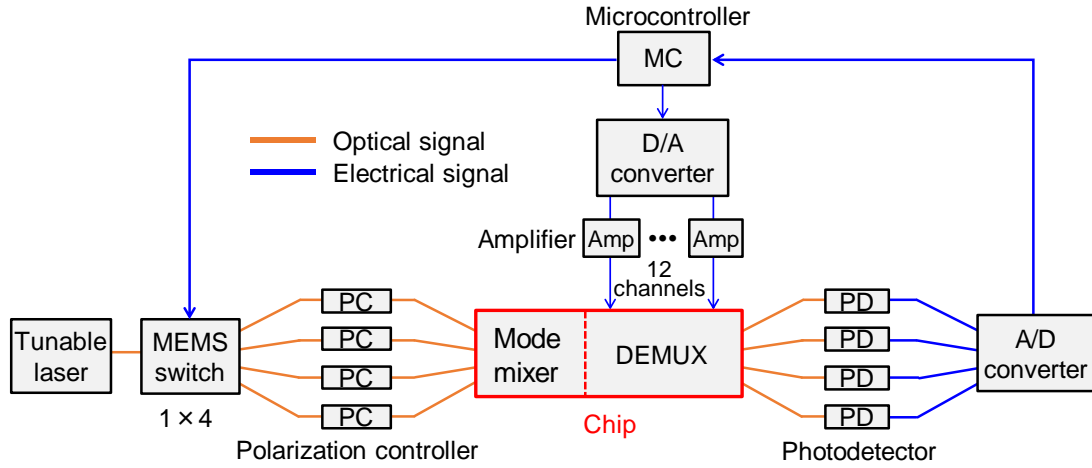 Microcontroller
MC
Optical signal
Electrical signal
D/A
converter
Amplifier
Amp
•••
Amp
12
channels
Tunable
laser
MEMS
switch
1×4
PC
PC
PC
PC
Polarization controller
Mode
mixer
DEMUX
Chip
PD
PD
PD
PD
Photodetector
A/D
converter